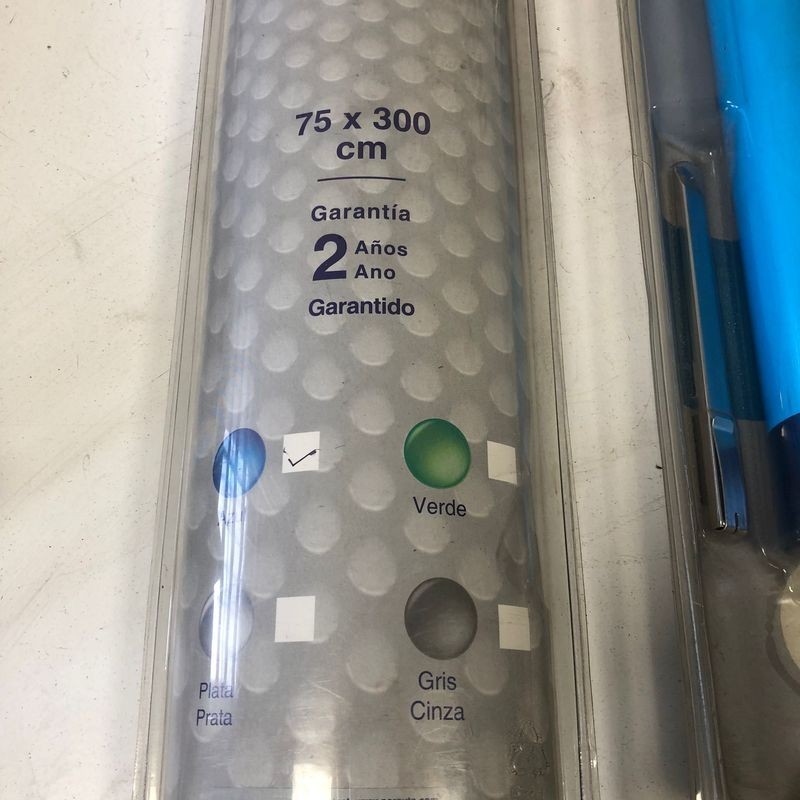 75 x 300
cm
Garantía
2 Años
Ano
Garantido
Verde
Plata
Prata
Gris
Cinza